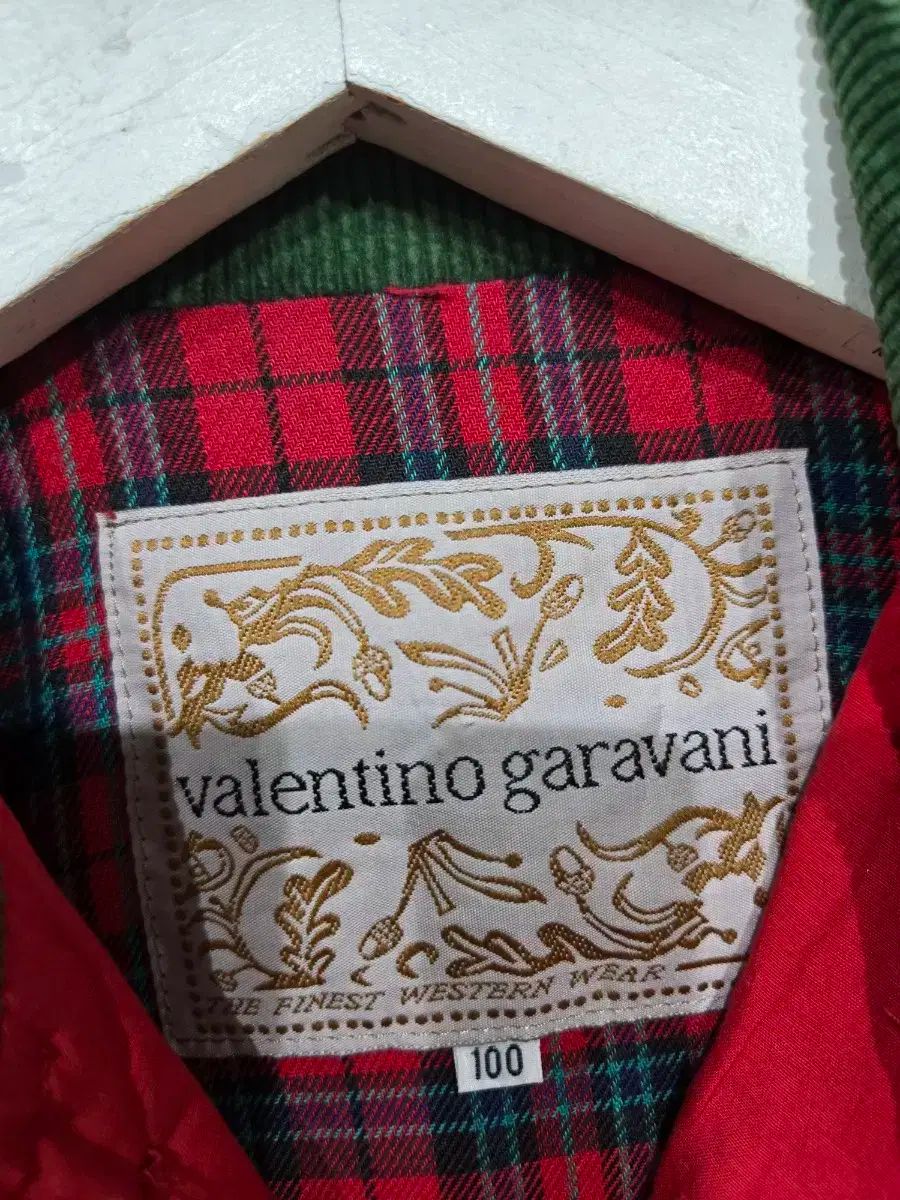 valentino garavani
THE FINEST WESTERN WEAR
100